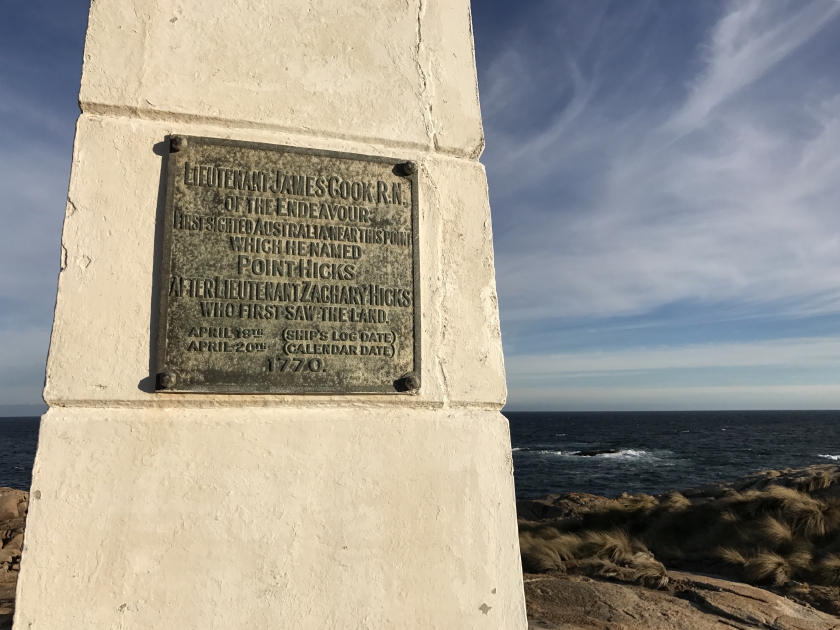 LIEUTENANT JAMES COOK R.N.
OF THE ENDEAVOUR
FIRST SIGHTED AUSTRALIA NEAR THIS POINT
WHICH HE NAMED
POINT HICKS
AFTER LIEUTENANT ZACHARY HICKS
WHO FIRST SAW THE LAND.
APRIL 19TH (SHIP'S LOG DATE)
APRIL 20TH (CALENDAR DATE)
1770.